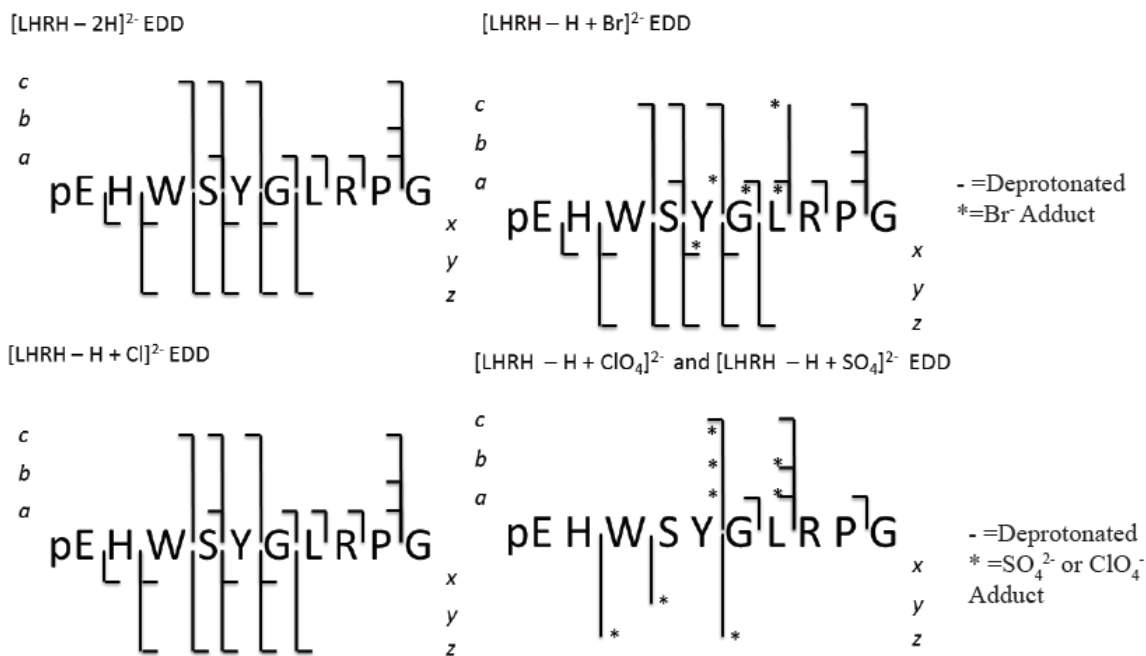 [LHRH – 2H]²⁻ EDD
c
b
a
pE H W S Y G L R P G
x
y
z
[LHRH – H + Br]²⁻ EDD
c *
b
a * * *
pE H W S Y G L R P G
*
x
y
z
- =Deprotonated
*=Br⁻ Adduct
[LHRH – H + Cl]²⁻ EDD
c
b
a
pE H W S Y G L R P G
x
y
z
[LHRH – H + ClO₄]²⁻ and [LHRH – H + SO₄]²⁻ EDD
c *
b * *
a * *
pE H W S Y G L R P G
x
y *
z * *
- =Deprotonated
* =SO₄²⁻ or ClO₄⁻
Adduct